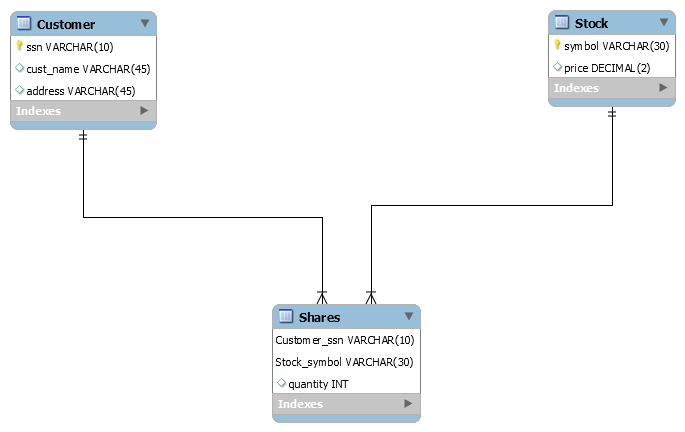 Customer
ssn VARCHAR(10)
cust_name VARCHAR(45)
address VARCHAR(45)
Indexes
Stock
symbol VARCHAR(30)
price DECIMAL(2)
Indexes
Shares
Customer_ssn VARCHAR(10)
Stock_symbol VARCHAR(30)
quantity INT
Indexes